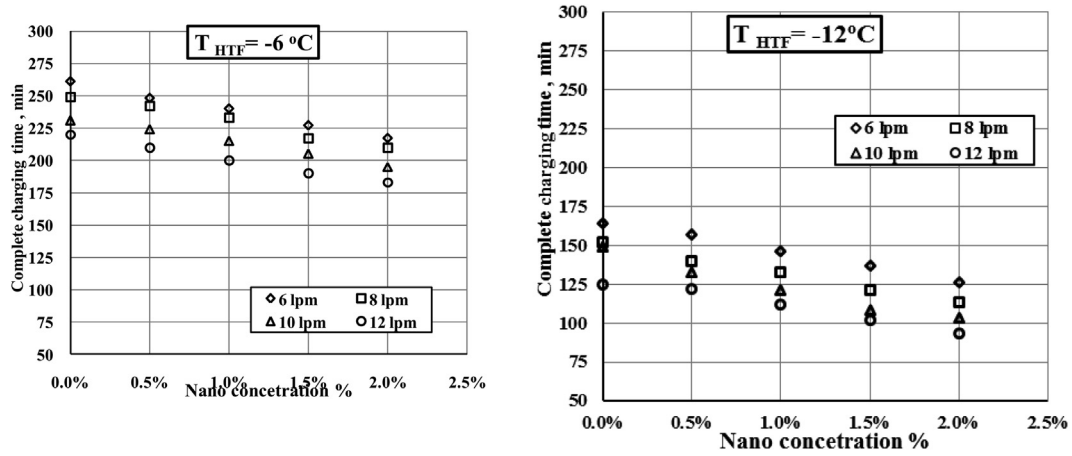 T HTF= -6 °C
Complete charging time , min
300
275
250
225
200
175
150
125
100
75
50
◇ 6 lpm □ 8 lpm
△ 10 lpm ○ 12 lpm
0.0% 0.5% 1.0% 1.5% 2.0% 2.5%
Nano concetration %
T HTF= -12°C
Complete charging time, min
300
275
250
225
200
175
150
125
100
75
50
◇ 6 lpm □ 8 lpm
△ 10 lpm ○ 12 lpm
0.0% 0.5% 1.0% 1.5% 2.0% 2.5%
Nano concetration %